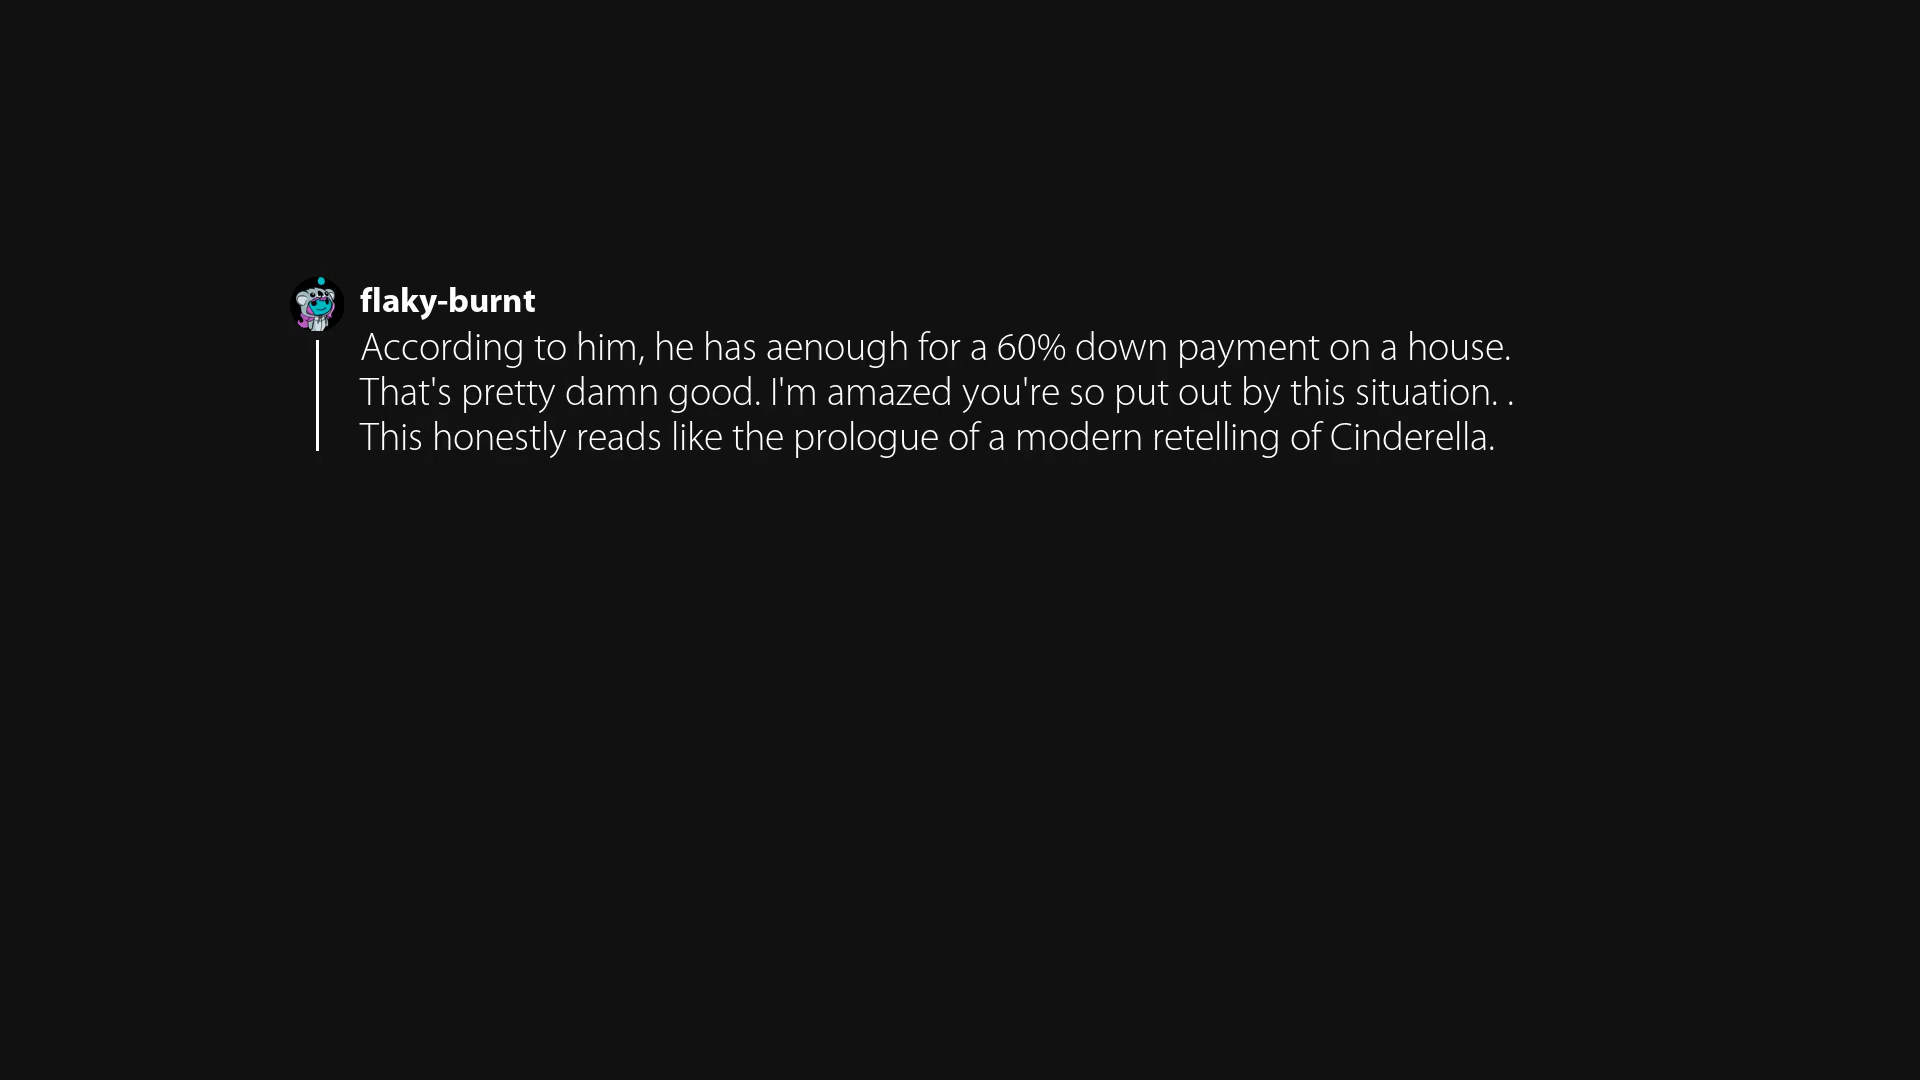 flaky-burnt
According to him, he has aenough for a 60% down payment on a house.
That's pretty damn good. I'm amazed you're so put out by this situation. .
This honestly reads like the prologue of a modern retelling of Cinderella.